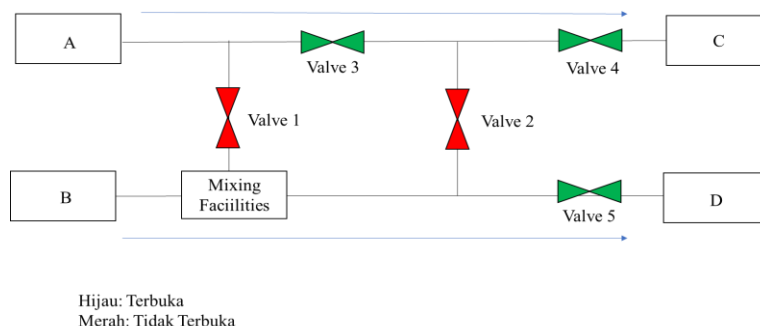 A
C
Valve 3
Valve 4
Valve 1
Valve 2
B
Mixing
Faciilities
D
Valve 5
Hijau: Terbuka
Merah: Tidak Terbuka